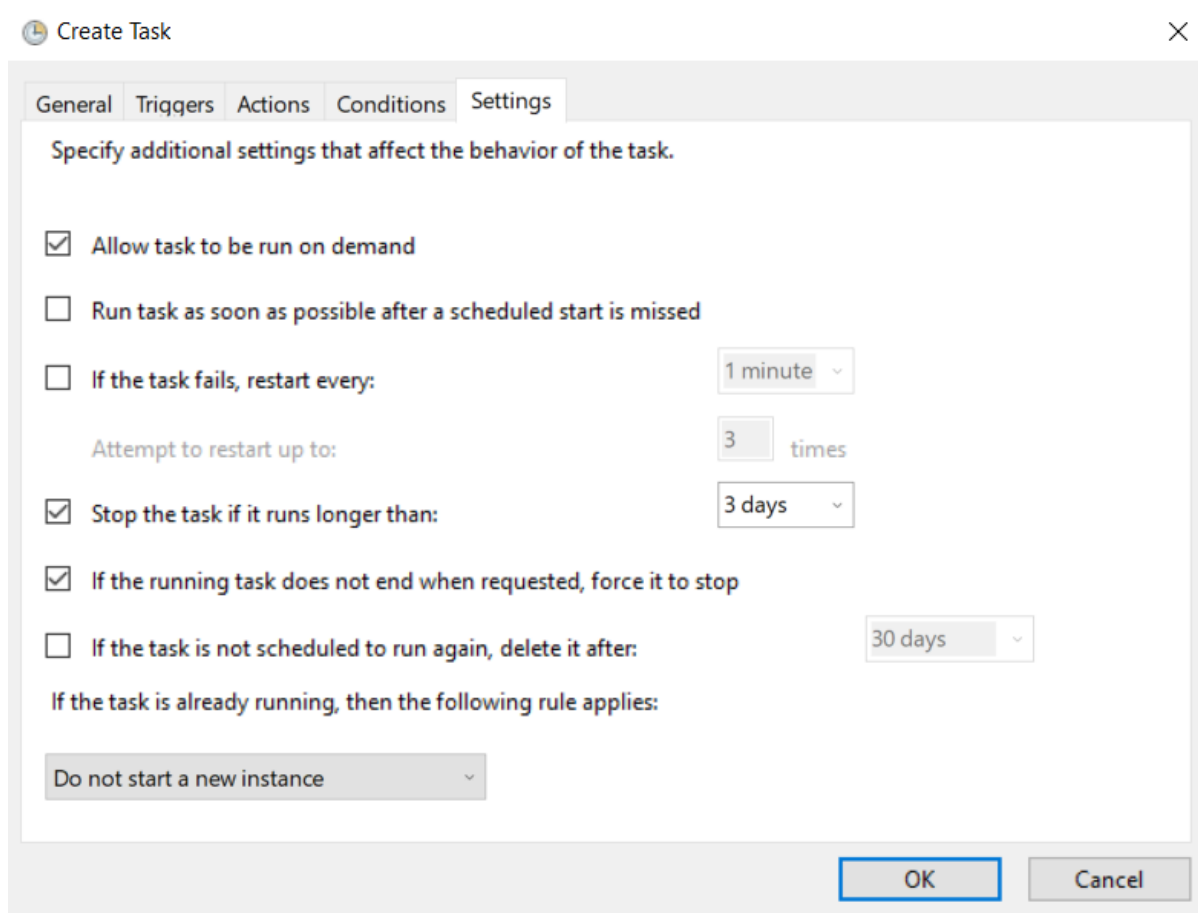 Create Task
General Triggers Actions Conditions Settings
Specify additional settings that affect the behavior of the task.
Allow task to be run on demand
Run task as soon as possible after a scheduled start is missed
If the task fails, restart every: 1 minute
Attempt to restart up to: 3 times
Stop the task if it runs longer than: 3 days
If the running task does not end when requested, force it to stop
If the task is not scheduled to run again, delete it after: 30 days
If the task is already running, then the following rule applies:
Do not start a new instance
OK Cancel